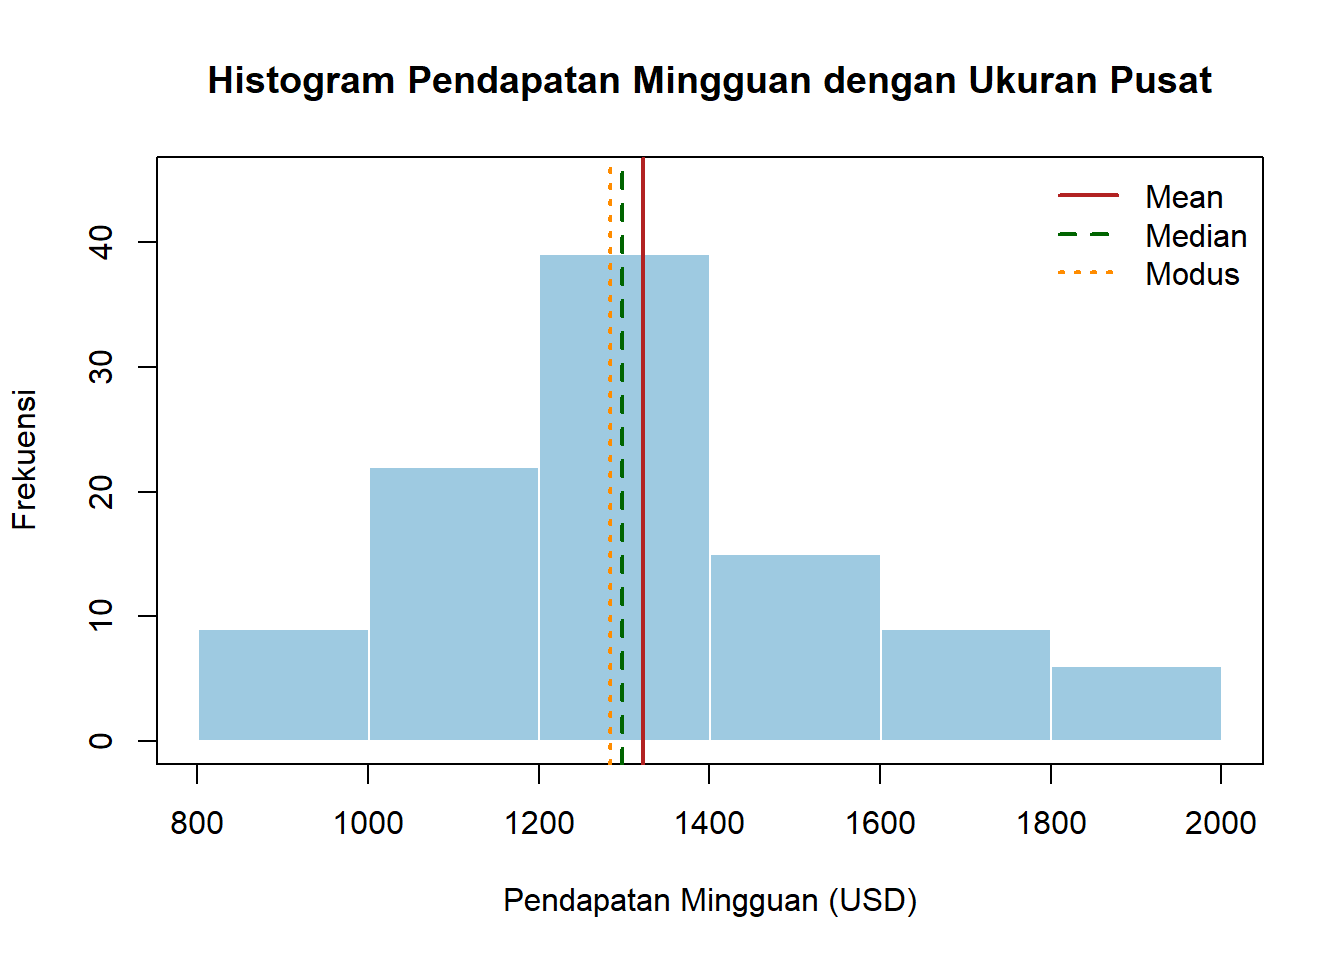 Histogram Pendapatan Mingguan dengan Ukuran Pusat
Mean
Median
Modus
Frekuensi
40
30
20
10
0
800 1000 1200 1400 1600 1800 2000
Pendapatan Mingguan (USD)